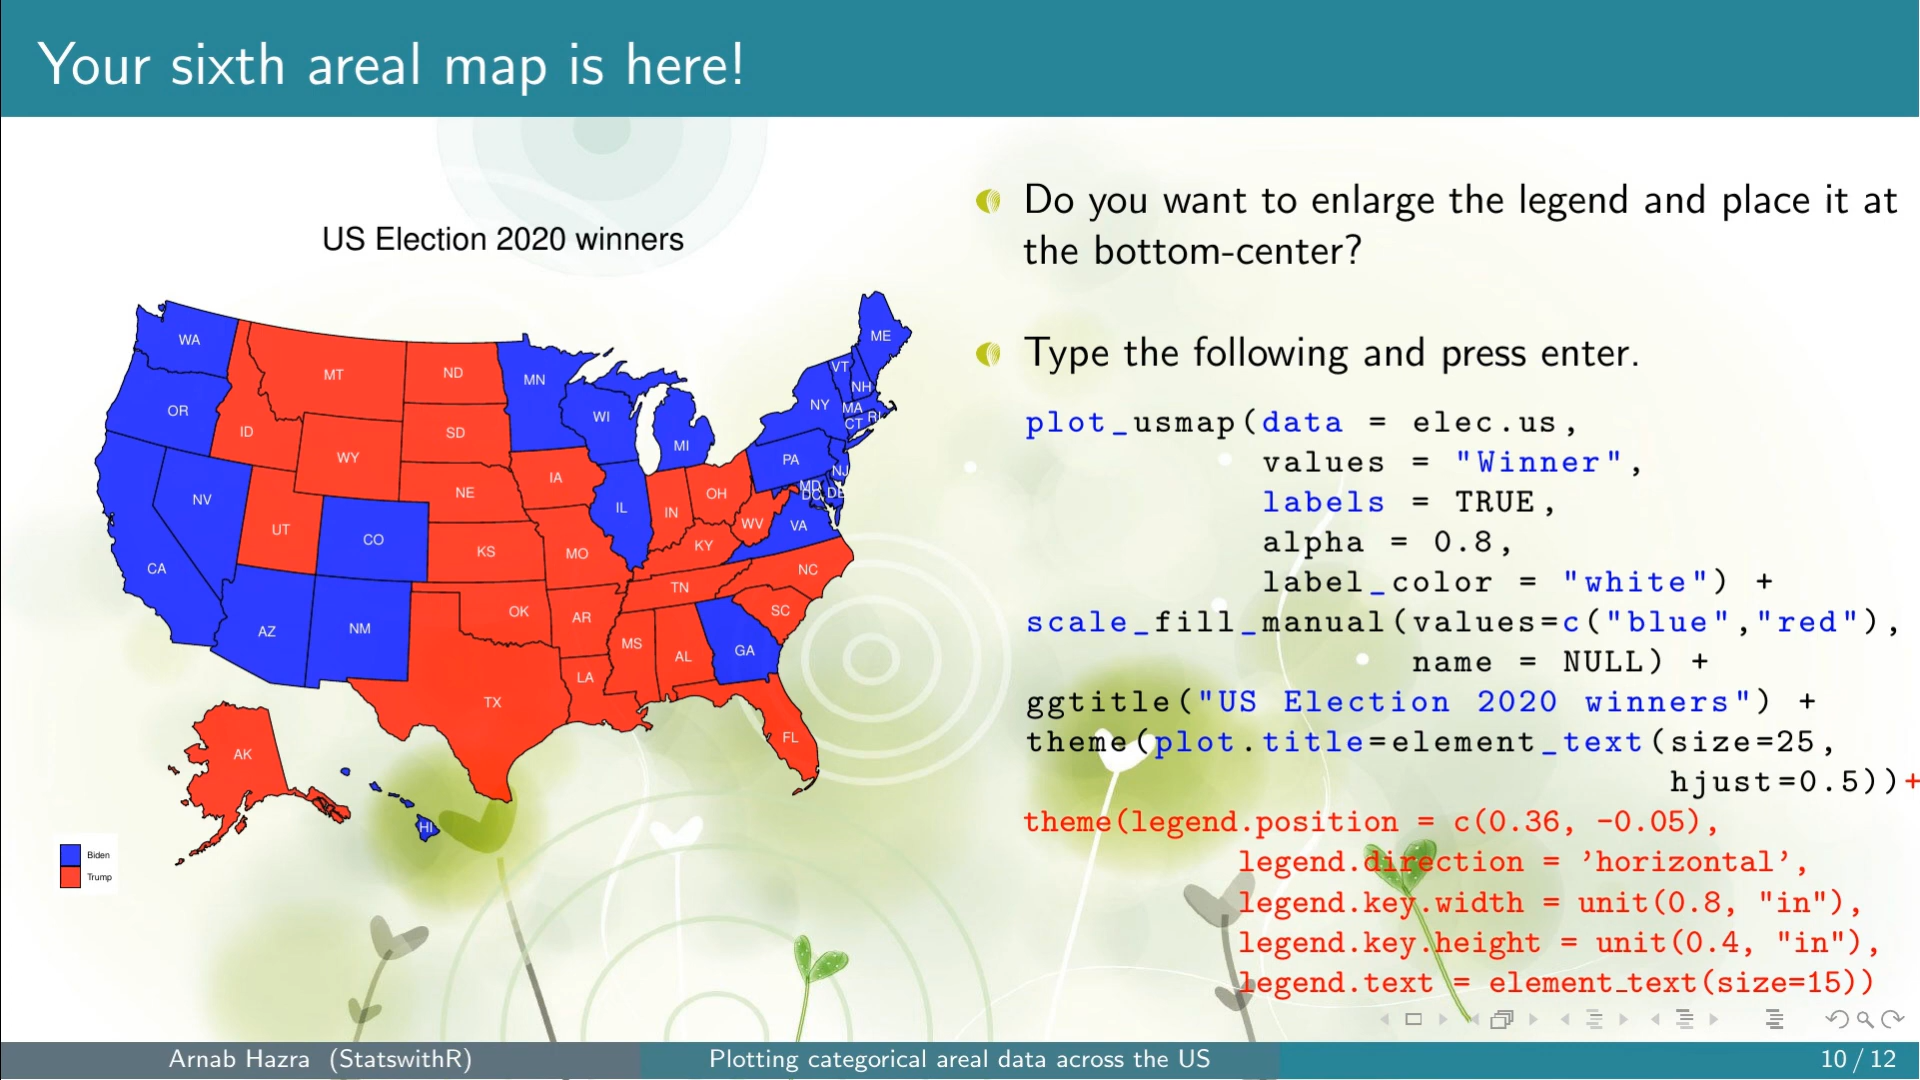 Your sixth areal map is here!
US Election 2020 winners
WA
OR
CA
NV
ID
MT
WY
UT
AZ
CO
NM
ND
SD
NE
KS
OK
TX
MN
IA
MO
AR
LA
WI
IL
MI
IN
OH
KY
TN
MS
AL
GA
FL
SC
NC
VA
WV
PA
NY
VT
NH
ME
MA
RI
CT
NJ
MD
DC
DE
AK
HI
Biden
Trump
Do you want to enlarge the legend and place it at
the bottom-center?
Type the following and press enter.
plot_usmap(data = elec.us,
values = "Winner",
labels = TRUE,
alpha = 0.8,
label_color = "white") +
scale_fill_manual(values=c("blue","red"),
name = NULL) +
ggtitle("US Election 2020 winners") +
theme(plot.title=element_text(size=25,
hjust=0.5))+
theme(legend.position = c(0.36, -0.05),
legend.direction = ’horizontal’,
legend.key.width = unit(0.8, "in"),
legend.key.height = unit(0.4, "in"),
legend.text = element_text(size=15))
Arnab Hazra (StatswithR)
Plotting categorical areal data across the US
10 / 12